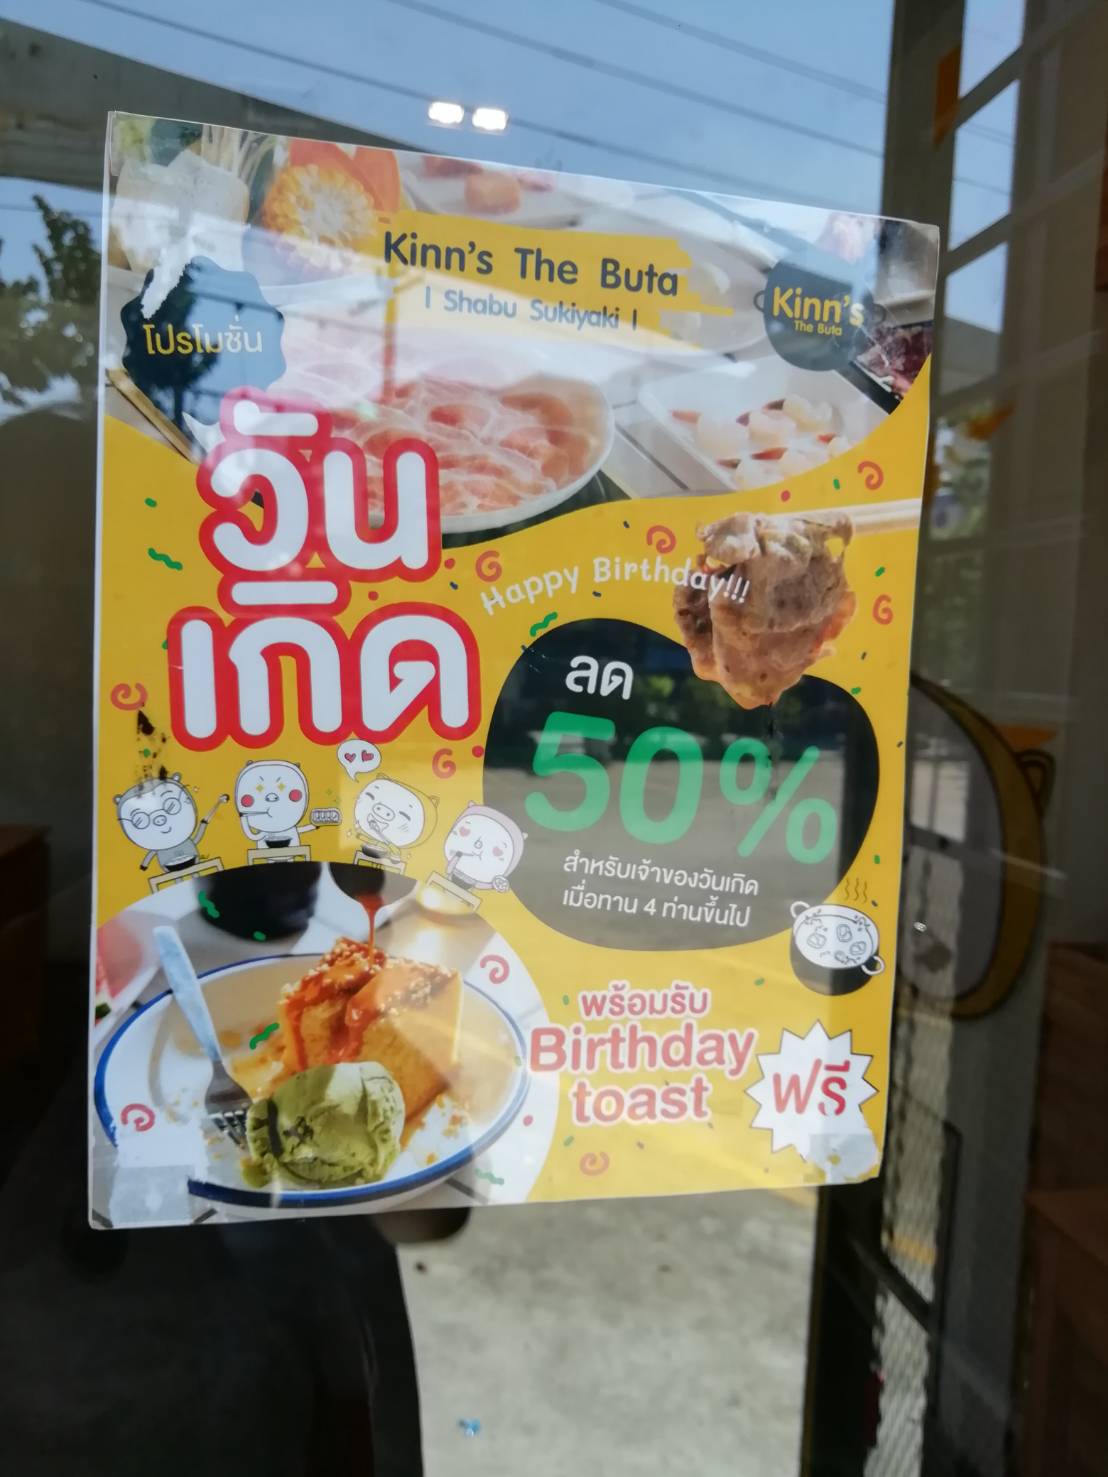 Kinn's The Buta
| Shabu Sukiyaki |
Kinn's
The Buta
โปรโมชั่น
วัน
เกิด
Happy Birthday!!!
ลด
50%
สำหรับเจ้าของวันเกิด
เมื่อทาน 4 ท่านขึ้นไป
พร้อมรับ
Birthday
toast
ฟรี